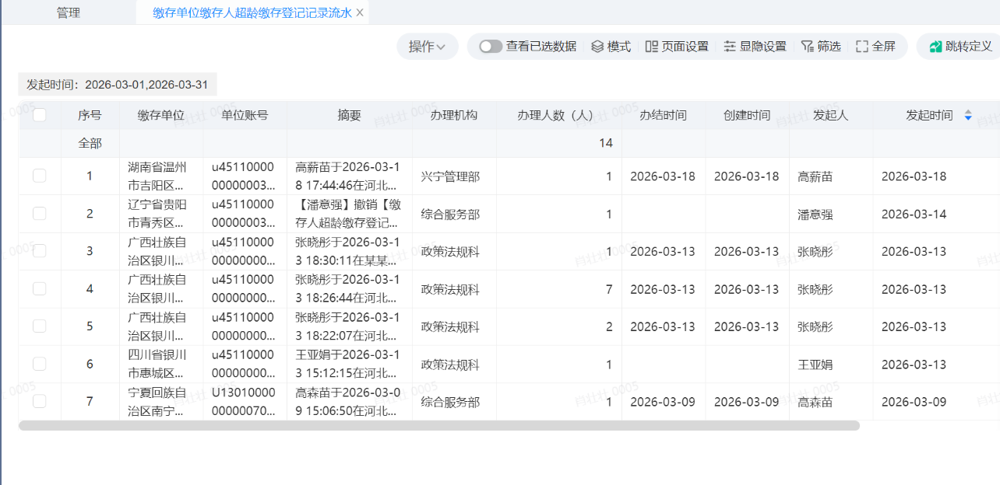 管理
缴存单位缴存人超龄缴存登记记录流水
操作
查看已选数据
模式
页面设置
显隐设置
筛选
全屏
跳转定义
发起时间：2026-03-01,2026-03-31
序号 缴存单位 单位账号 摘要 办理机构 办理人数（人） 办结时间 创建时间 发起人 发起时间
全部 14
1 湖南省温州市吉阳区... u4511000000000003... 高薪苗于2026-03-18 17:44:46在河北... 兴宁管理部 1 2026-03-18 2026-03-18 高薪苗 2026-03-18
2 辽宁省贵阳市青秀区... u4511000000000003... 【潘意强】撤销【缴存人超龄缴存登记... 综合服务部 1 潘意强 2026-03-14
3 广西壮族自治区银川... u4511000000000000... 张晓彤于2026-03-13 18:30:11在某某... 政策法规科 1 2026-03-13 2026-03-13 张晓彤 2026-03-13
4 广西壮族自治区银川... u4511000000000000... 张晓彤于2026-03-13 18:26:44在河北... 政策法规科 7 2026-03-13 2026-03-13 张晓彤 2026-03-13
5 广西壮族自治区银川... u4511000000000000... 张晓彤于2026-03-13 18:22:07在河北... 政策法规科 2 2026-03-13 2026-03-13 张晓彤 2026-03-13
6 四川省银川市惠城区... u4511000000000000... 王亚娟于2026-03-13 15:12:15在河北... 政策法规科 1 王亚娟 2026-03-13
7 宁夏回族自治区南宁... U1301000000000070... 高森苗于2026-03-09 15:06:50在河北... 综合服务部 1 2026-03-09 2026-03-09 高森苗 2026-03-09
肖壮壮 0005